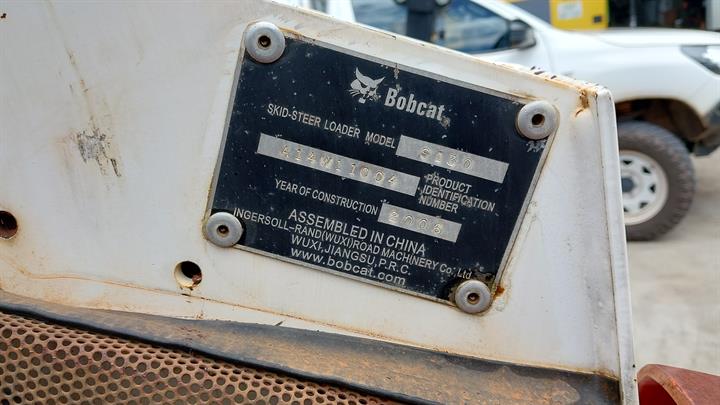 Bobcat
SKID-STEER LOADER MODEL S130
A14W11004 PRODUCT
IDENTIFICATION
NUMBER
YEAR OF CONSTRUCTION 2006
ASSEMBLED IN CHINA
INGERSOLL-RAND(WUXI)ROAD MACHINERY Co., Ltd
WUXI,JIANGSU,P.R.C.
www.bobcat.com